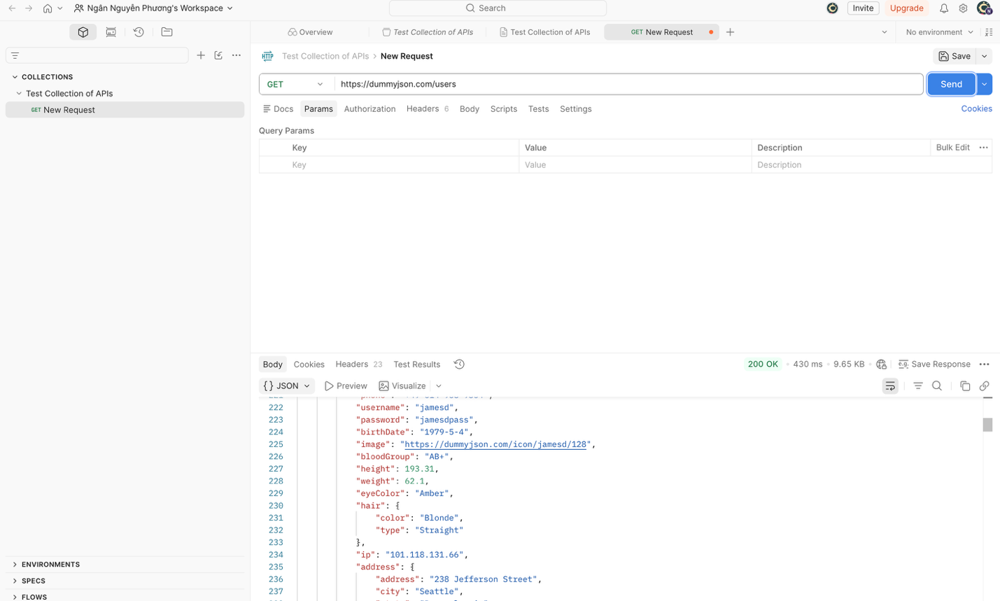 Ngân Nguyễn Phương's Workspace
Search
Invite
Upgrade
Overview
Test Collection of APIs
Test Collection of APIs
GET New Request
No environment
COLLECTIONS
Test Collection of APIs
GET New Request
HTTP
Test Collection of APIs > New Request
Save
GET
https://dummyjson.com/users
Send
Docs Params Authorization Headers 6 Body Scripts Tests Settings
Cookies
Query Params
Key Value Description Bulk Edit
Key Value Description
Body Cookies Headers 23 Test Results
200 OK • 430 ms • 9.65 KB
e.g. Save Response
{} JSON Preview Visualize
222 "username": "jamesd",
223 "password": "jamesdpass",
224 "birthDate": "1979-5-4",
225 "image": "https://dummyjson.com/icon/jamesd/128",
226 "bloodGroup": "AB+",
227 "height": 193.31,
228 "weight": 62.1,
229 "eyeColor": "Amber",
230 "hair": {
231 "color": "Blonde",
232 "type": "Straight"
233 },
234 "ip": "101.118.131.66",
235 "address": {
236 "address": "238 Jefferson Street",
237 "city": "Seattle",
ENVIRONMENTS
SPECS
FLOWS